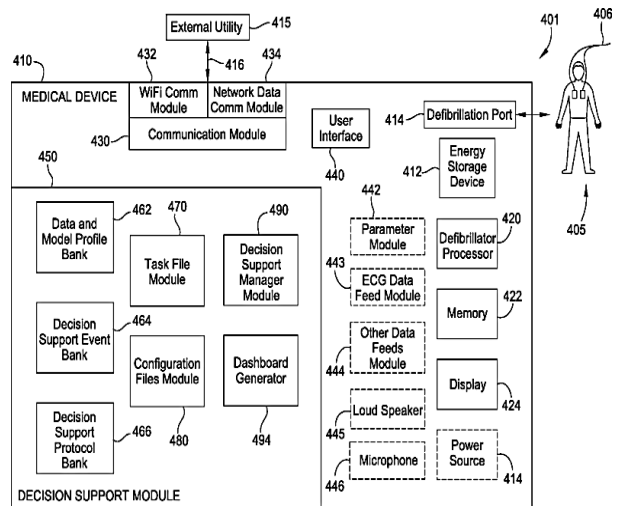 External Utility
415
406
401
432
434
410
416
MEDICAL DEVICE
WiFi Comm
Module
Network Data
Comm Module
430
Communication Module
User
Interface
440
414
Defibrillation Port
412
Energy
Storage
Device
405
450
462
470
490
Data and
Model Profile
Bank
Task File
Module
Decision
Support
Manager
Module
442
Parameter
Module
420
Defibrillator
Processor
443
ECG Data
Feed Module
464
Decision
Support Event
Bank
Configuration
Files Module
480
Dashboard
Generator
494
422
Memory
444
Other Data
Feeds
Module
466
Decision
Support
Protocol
Bank
Loud Speaker
445
Display
424
Microphone
446
Power
Source
414
DECISION SUPPORT MODULE